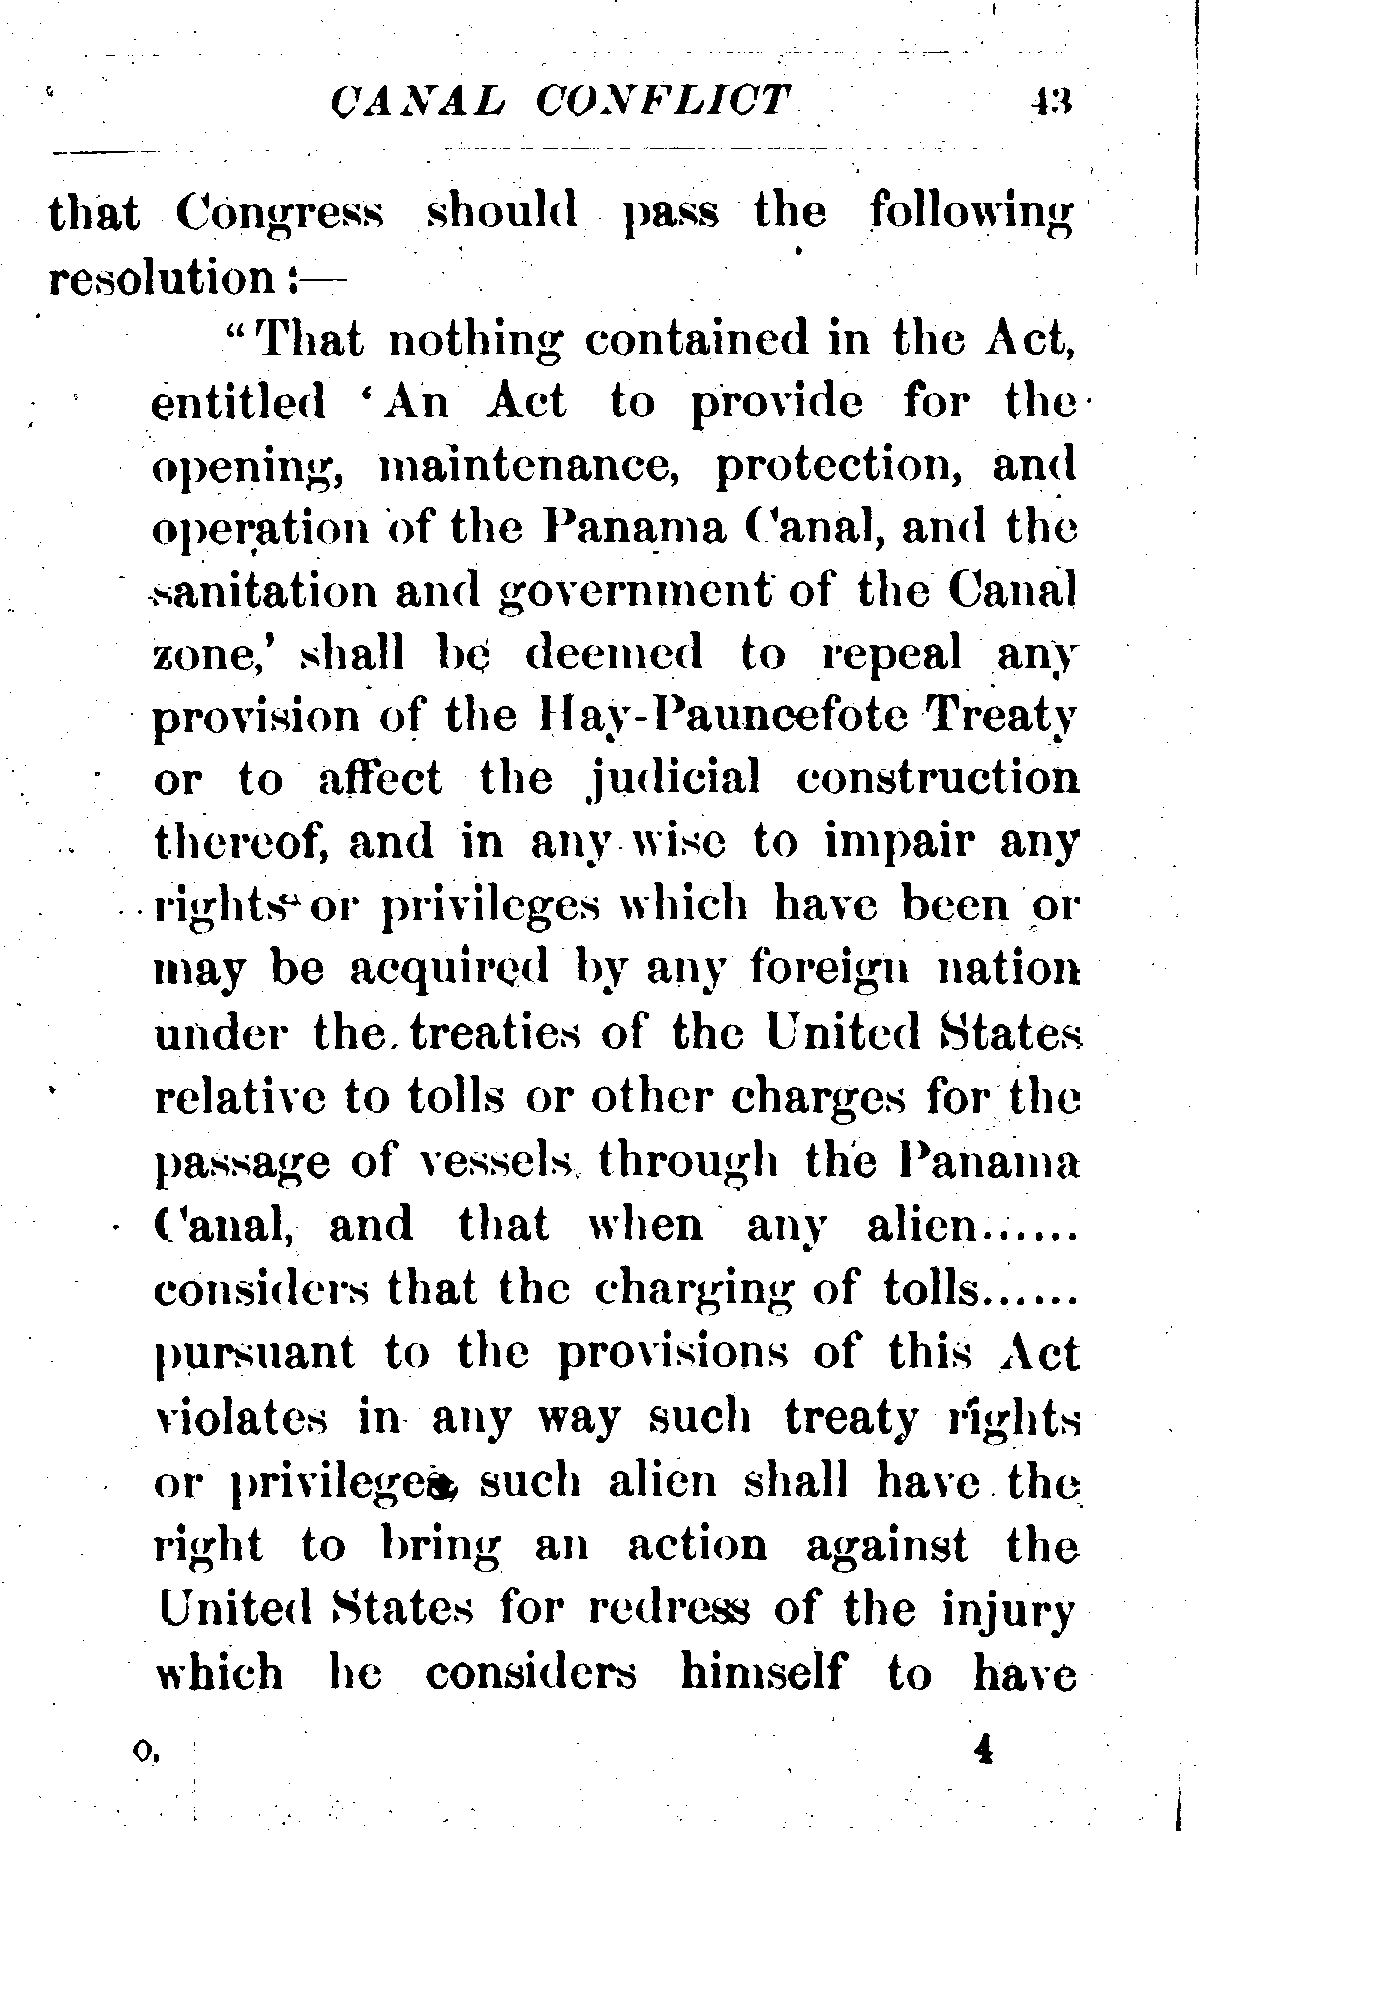 CANAL CONFLICT 43
that Congress should pass the following
resolution :—
“That nothing contained in the Act,
entitled ‘An Act to provide for the
opening, maintenance, protection, and
operation of the Panama Canal, and the
sanitation and government of the Canal
zone,’ shall be deemed to repeal any
provision of the Hay-Pauncefote Treaty
or to affect the judicial construction
thereof, and in any wise to impair any
rights or privileges which have been or
may be acquired by any foreign nation
under the treaties of the United States
relative to tolls or other charges for the
passage of vessels through the Panama
Canal, and that when any alien......
considers that the charging of tolls......
pursuant to the provisions of this Act
violates in any way such treaty rights
or privileges such alien shall have the
right to bring an action against the
United States for redress of the injury
which he considers himself to have
O. 4